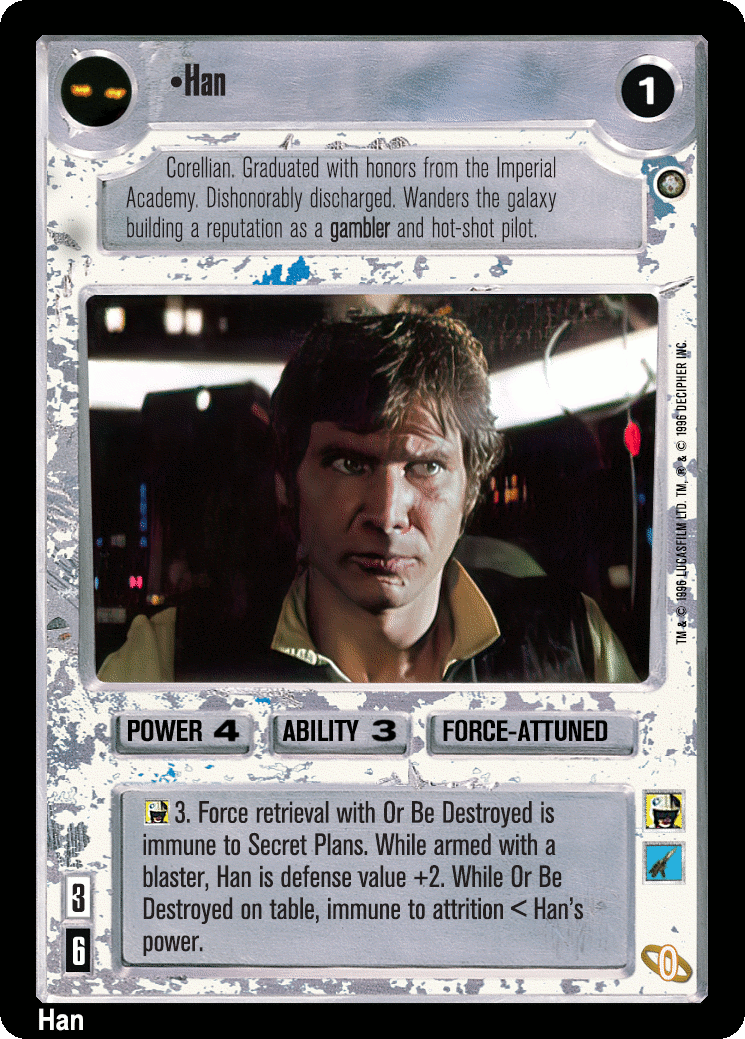 •Han
1
Corellian. Graduated with honors from the Imperial
Academy. Dishonorably discharged. Wanders the galaxy
building a reputation as a gambler and hot-shot pilot.
TM & © 1996 LUCASFILM LTD. TM, ® & © 1996 DECIPHER INC.
POWER 4 ABILITY 3 FORCE-ATTUNED
3. Force retrieval with Or Be Destroyed is
immune to Secret Plans. While armed with a
blaster, Han is defense value +2. While Or Be
Destroyed on table, immune to attrition < Han's
power.
3
6
0
Han